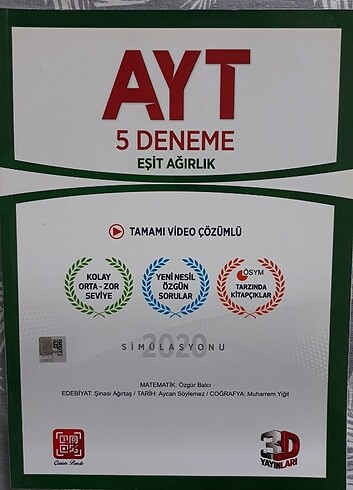 AYT
5 DENEME
EŞİT AĞIRLIK
TAMAMI VİDEO ÇÖZÜMLÜ
KOLAY
ORTA - ZOR
SEVİYE
YENİ NESİL
ÖZGÜN
SORULAR
ÖSYM
TARZINDA
KİTAPÇIKLAR
2020
SİMÜLASYONU
MATEMATİK: Özgür Balcı
EDEBİYAT: Şinasi Ağırtaş / TARİH: Aycan Söylemez / COĞRAFYA: Muharrem Yiğit
Çözüm Bende
3D
YAYINLARI